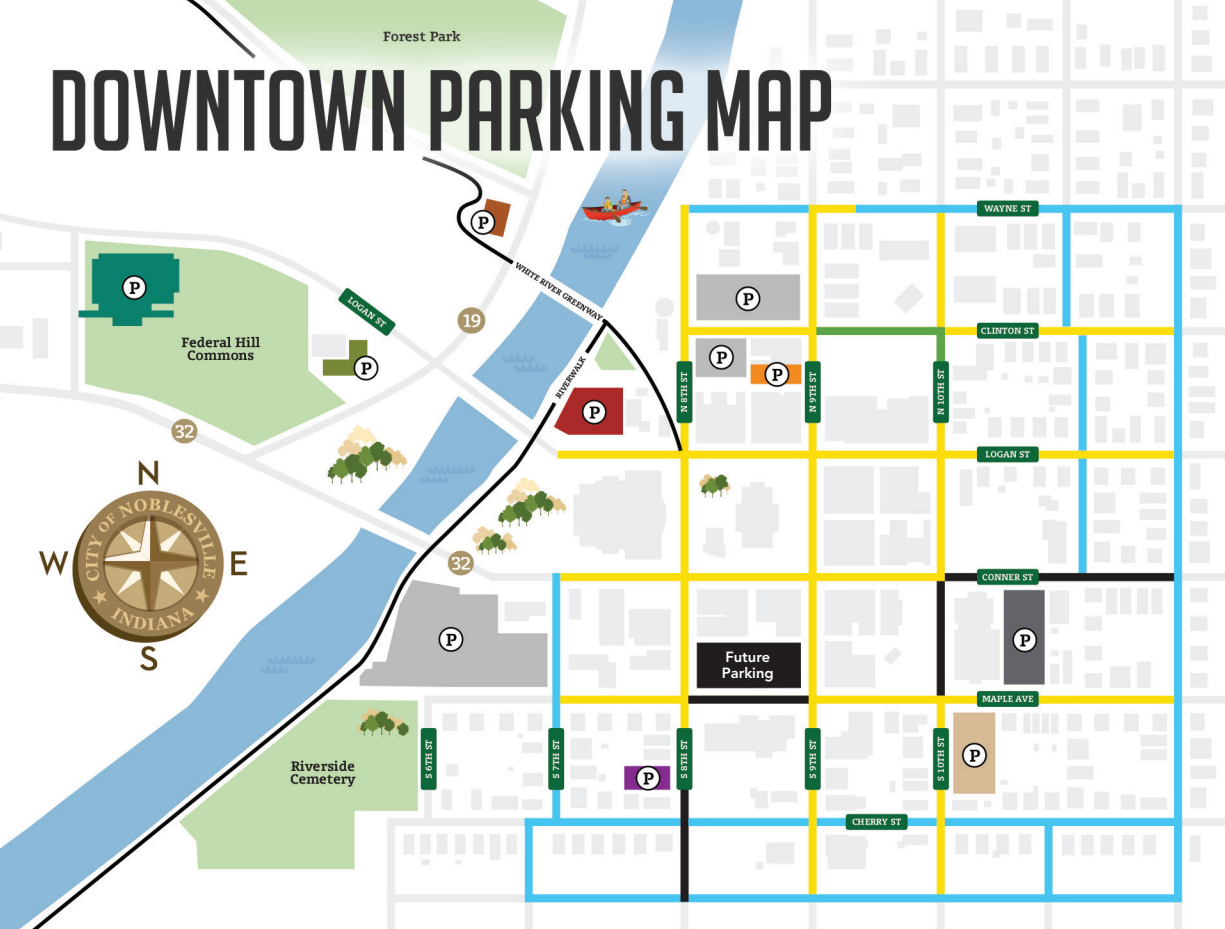 Forest Park
DOWNTOWN PARKING MAP
P
WHITE RIVER GREENWAY
WAYNE ST
P
Federal Hill
Commons
LOGAN ST
19
P
P
CLINTON ST
P
P
RIVERWALK
P
N 8TH ST
N 9TH ST
N 10TH ST
32
LOGAN ST
N
W
E
S
CITY OF NOBLESVILLE
INDIANA
32
CONNER ST
P
Future
Parking
P
MAPLE AVE
Riverside
Cemetery
S 6TH ST
S 7TH ST
P
S 8TH ST
S 9TH ST
S 10TH ST
P
CHERRY ST